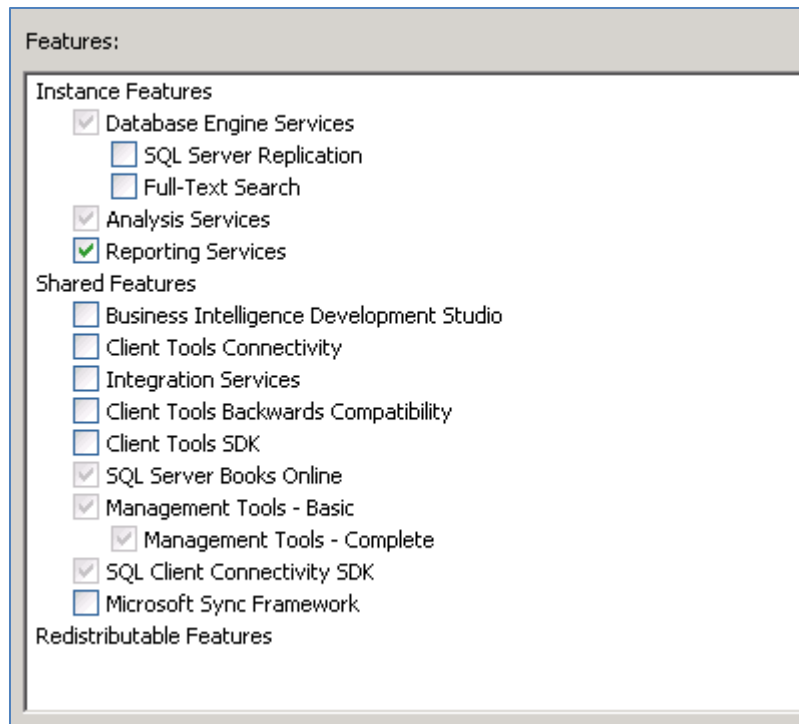 Features:
Instance Features
Database Engine Services
SQL Server Replication
Full-Text Search
Analysis Services
Reporting Services
Shared Features
Business Intelligence Development Studio
Client Tools Connectivity
Integration Services
Client Tools Backwards Compatibility
Client Tools SDK
SQL Server Books Online
Management Tools - Basic
Management Tools - Complete
SQL Client Connectivity SDK
Microsoft Sync Framework
Redistributable Features